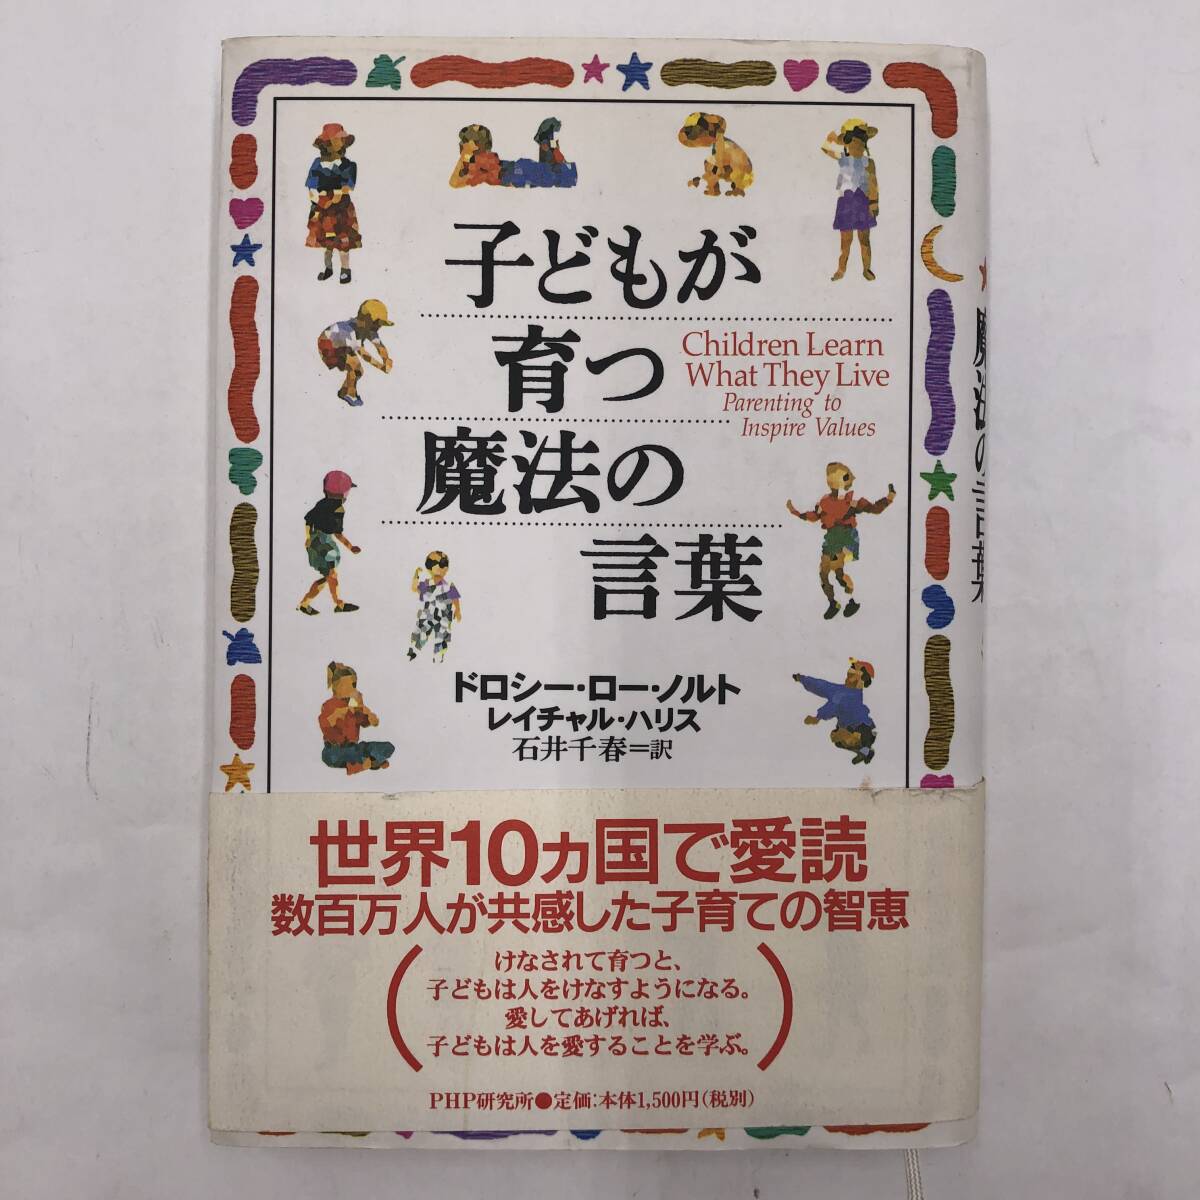 子どもが
育つ
魔法の
言葉
Children Learn
What They Live
Parenting to
Inspire Values
ドロシー・ロー・ノルト
レイチャル・ハリス
石井千春=訳
世界10カ国で愛読
数百万人が共感した子育ての智恵
けなされて育つと、
子どもは人をけなすようになる。
愛してあげれば、
子どもは人を愛することを学ぶ。
PHP研究所●定価:本体1,500円(税別)
魔法の言葉